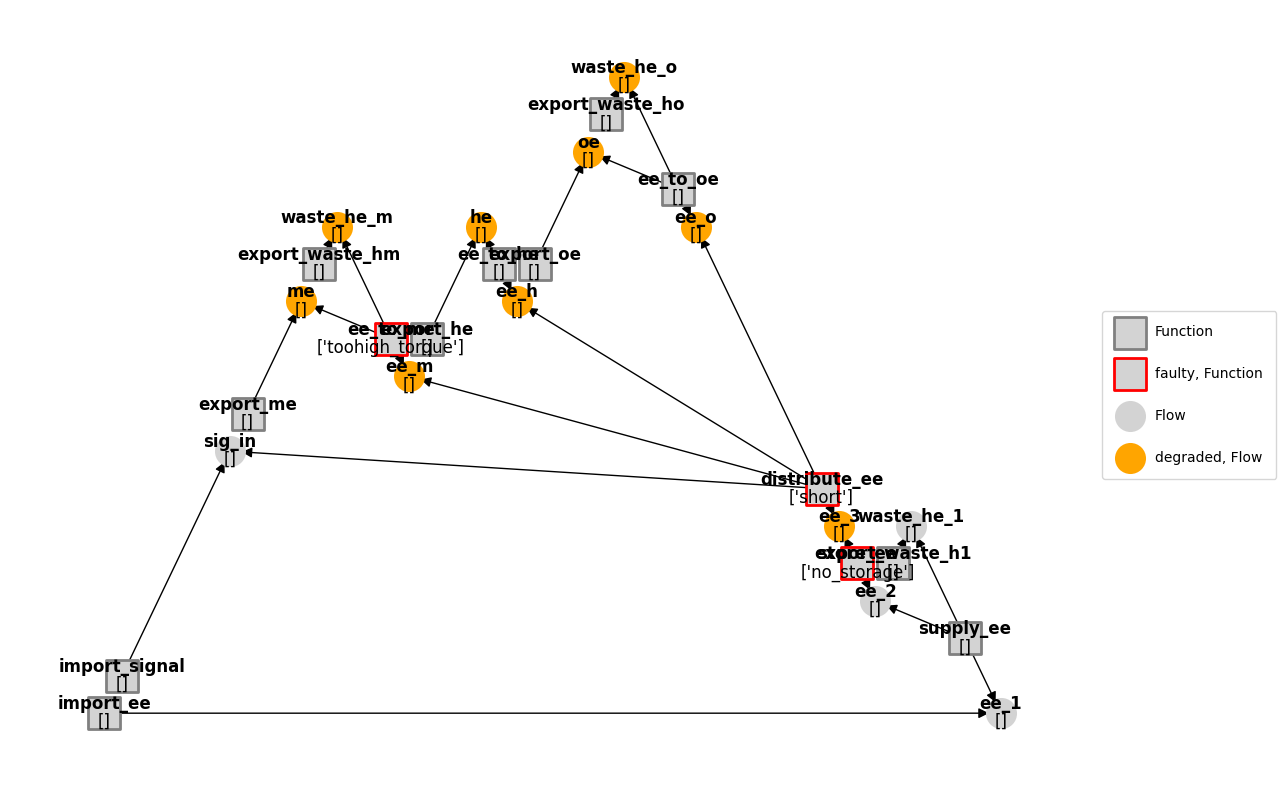 waste_he_o
[]
export_waste_ho
[]
oe
[]
ee_to_oe
[]
waste_he_m
[]
he
[]
ee_o
[]
export_waste_hm
[]
ee_to_he
[]
export_oe
[]
me
[]
ee_h
[]
ee_to_me
['toohigh_torque']
export_he
[]
ee_m
[]
export_me
[]
sig_in
[]
distribute_ee
['short']
ee_3
[]
waste_he_1
[]
store_ee
['no_storage']
export_waste_h1
[]
ee_2
[]
supply_ee
[]
import_signal
[]
import_ee
[]
ee_1
[]
Function
faulty, Function
Flow
degraded, Flow